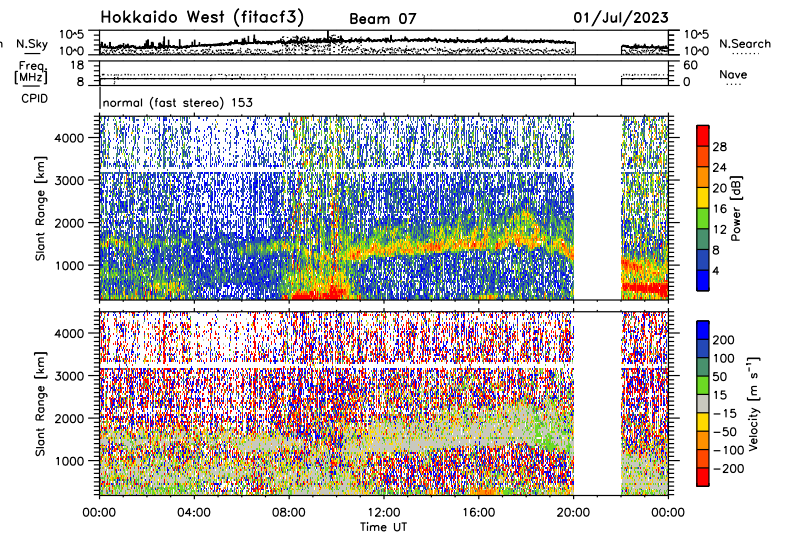 Hokkaido West (fitacf3) Beam 07 01/Jul/2023
n N.Sky 10^5 10^0 10^5 10^0 N.Search
Freq. [MHz] 18 8 60 0 Nave
CPID normal (fast stereo) 153
Slant Range [km] 4000 3000 2000 1000
28 24 20 16 12 8 4 Power [dB]
Slant Range [km] 4000 3000 2000 1000
200 100 50 15 -15 -50 -100 -200 Velocity [m s^-1]
00:00 04:00 08:00 12:00 16:00 20:00 00:00
Time UT